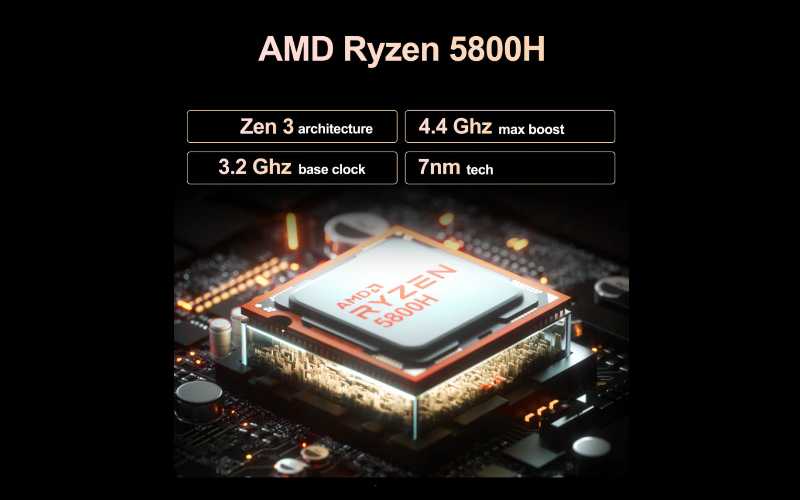 AMD Ryzen 5800H
Zen 3 architecture
4.4 Ghz max boost
3.2 Ghz base clock
7nm tech
AMD
RYZEN
5800H